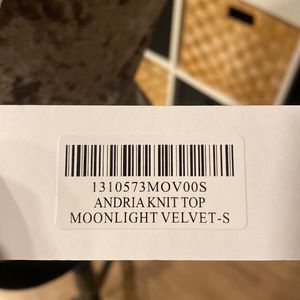 1310573MOV00S
ANDRIA KNIT TOP
MOONLIGHT VELVET-S